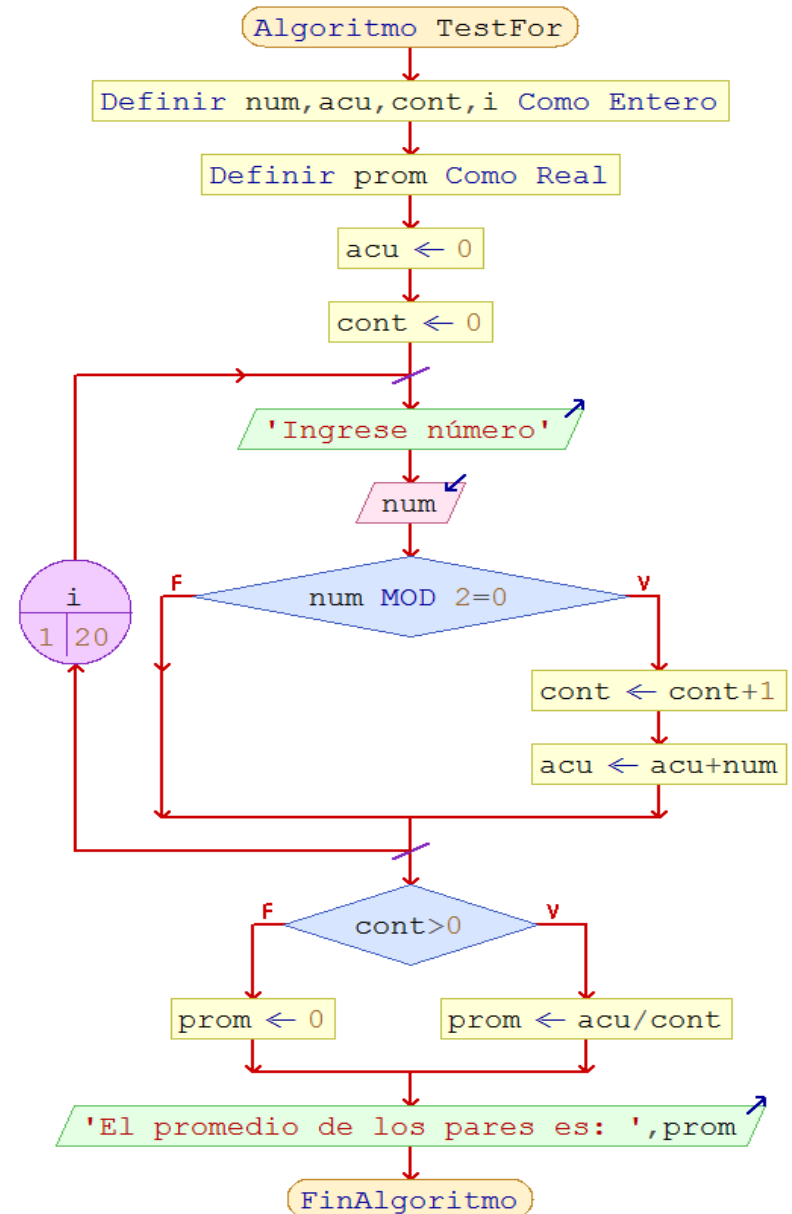 Algoritmo TestFor
Definir num,acu,cont,i Como Entero
Definir prom Como Real
acu ← 0
cont ← 0
'Ingrese número'
num
F
num MOD 2=0
V
i
1 20
cont ← cont+1
acu ← acu+num
F
cont>0
V
prom ← 0
prom ← acu/cont
'El promedio de los pares es: ',prom
FinAlgoritmo